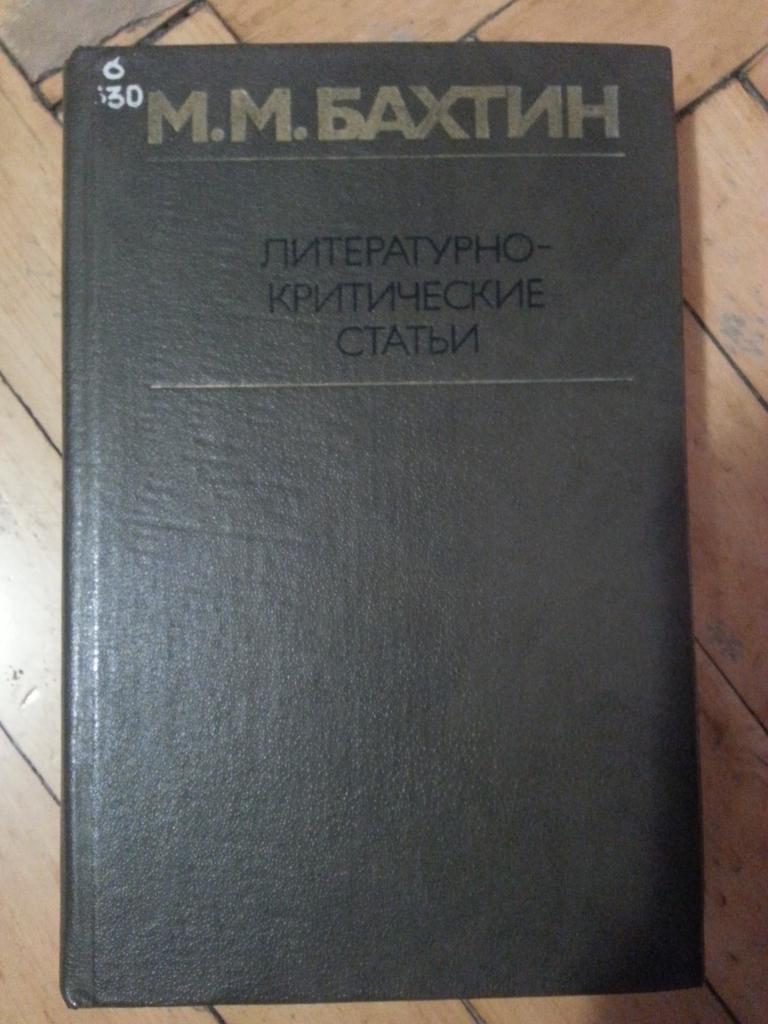 6
30
М.М.БАХТИН
ЛИТЕРАТУРНО-
КРИТИЧЕСКИЕ
СТАТЬИ